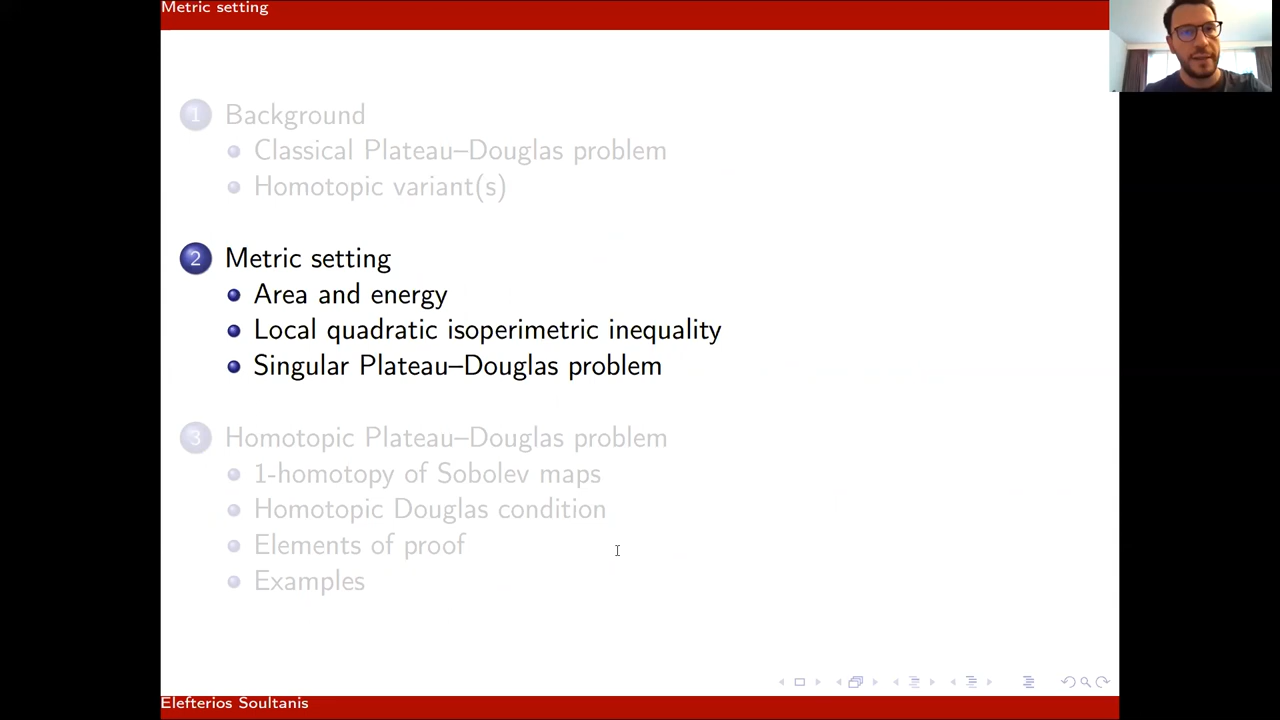 Metric setting
1 Background
Classical Plateau–Douglas problem
Homotopic variant(s)
2 Metric setting
Area and energy
Local quadratic isoperimetric inequality
Singular Plateau–Douglas problem
3 Homotopic Plateau–Douglas problem
1-homotopy of Sobolev maps
Homotopic Douglas condition
Elements of proof
Examples
Elefterios Soultanis